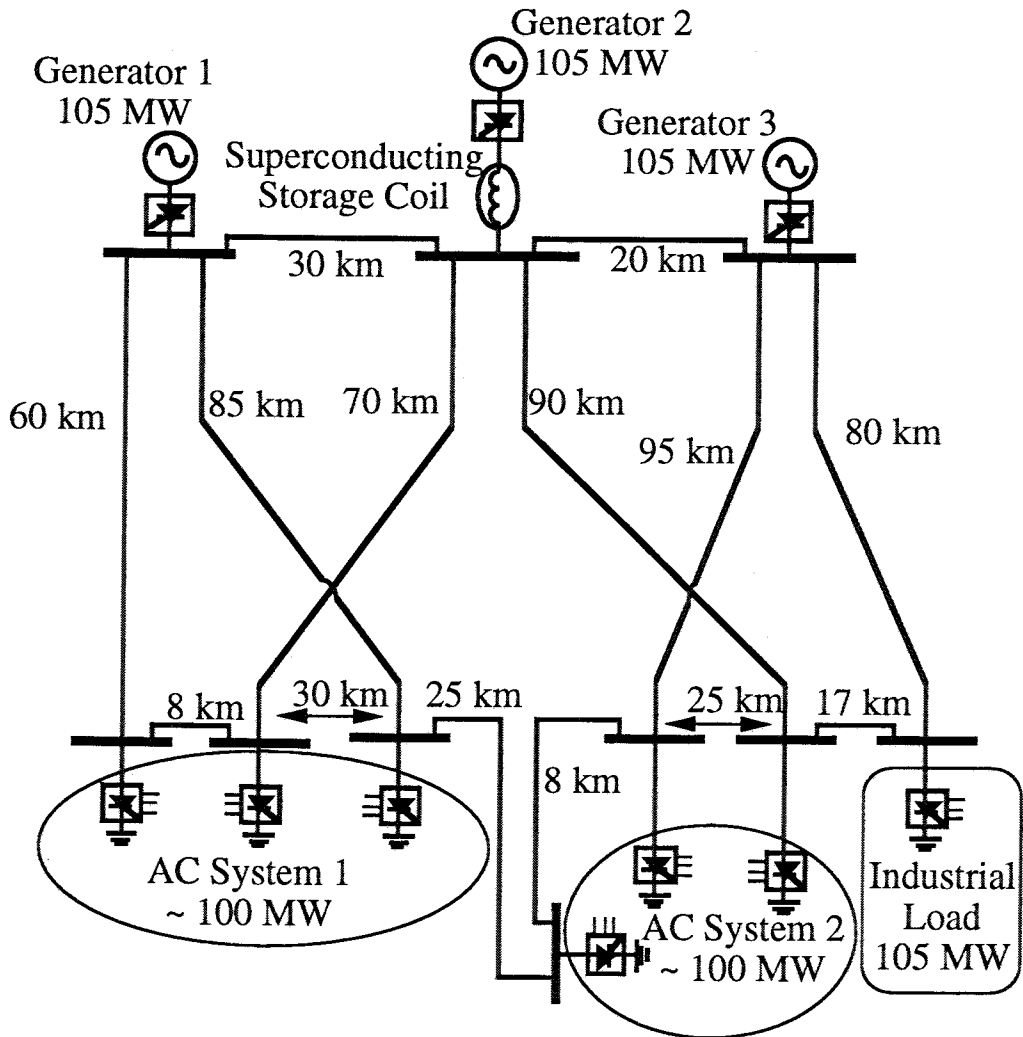 Generator 2
105 MW
Generator 1
105 MW
Generator 3
105 MW
Superconducting
Storage Coil
30 km
20 km
60 km
85 km
70 km
90 km
95 km
80 km
8 km
30 km
25 km
25 km
17 km
8 km
AC System 1
~ 100 MW
AC System 2
~ 100 MW
Industrial
Load
105 MW